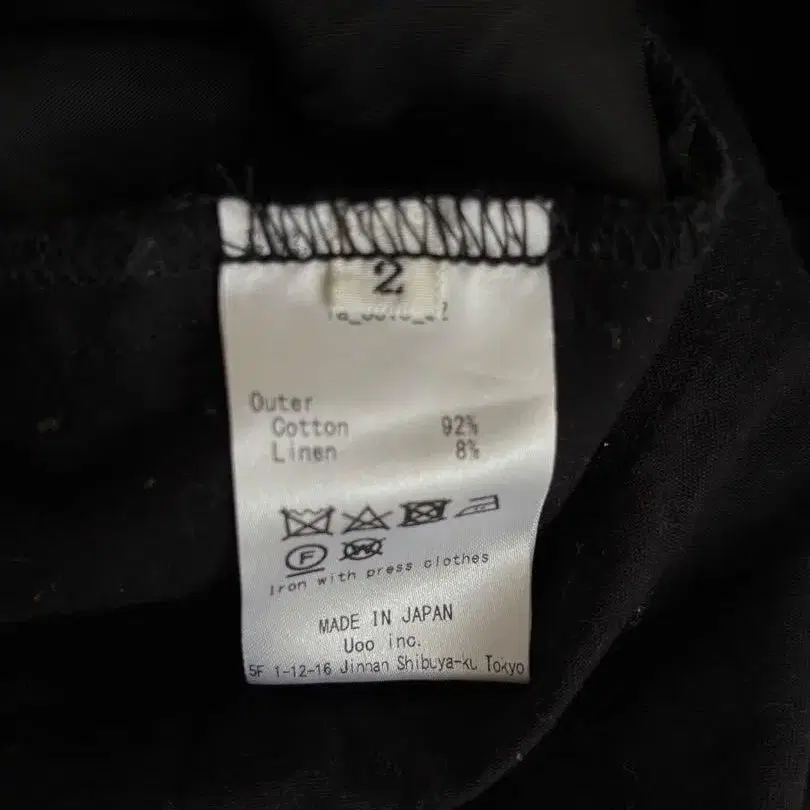 2
Outer
Cotton 92%
Linen 8%
F
W
Iron with press clothes
MADE IN JAPAN
Uoo inc.
5F 1-12-16 Jinnan Shibuya-ku Tokyo